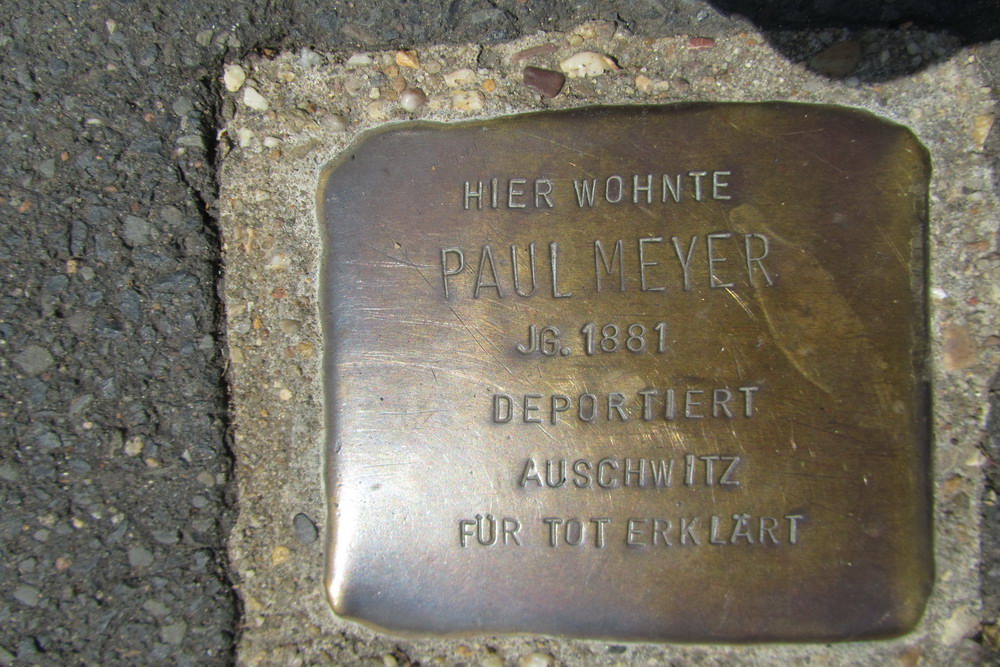 HIER WOHNTE
PAUL MEYER
JG. 1881
DEPORTIERT
AUSCHWITZ
FÜR TOT ERKLÄRT